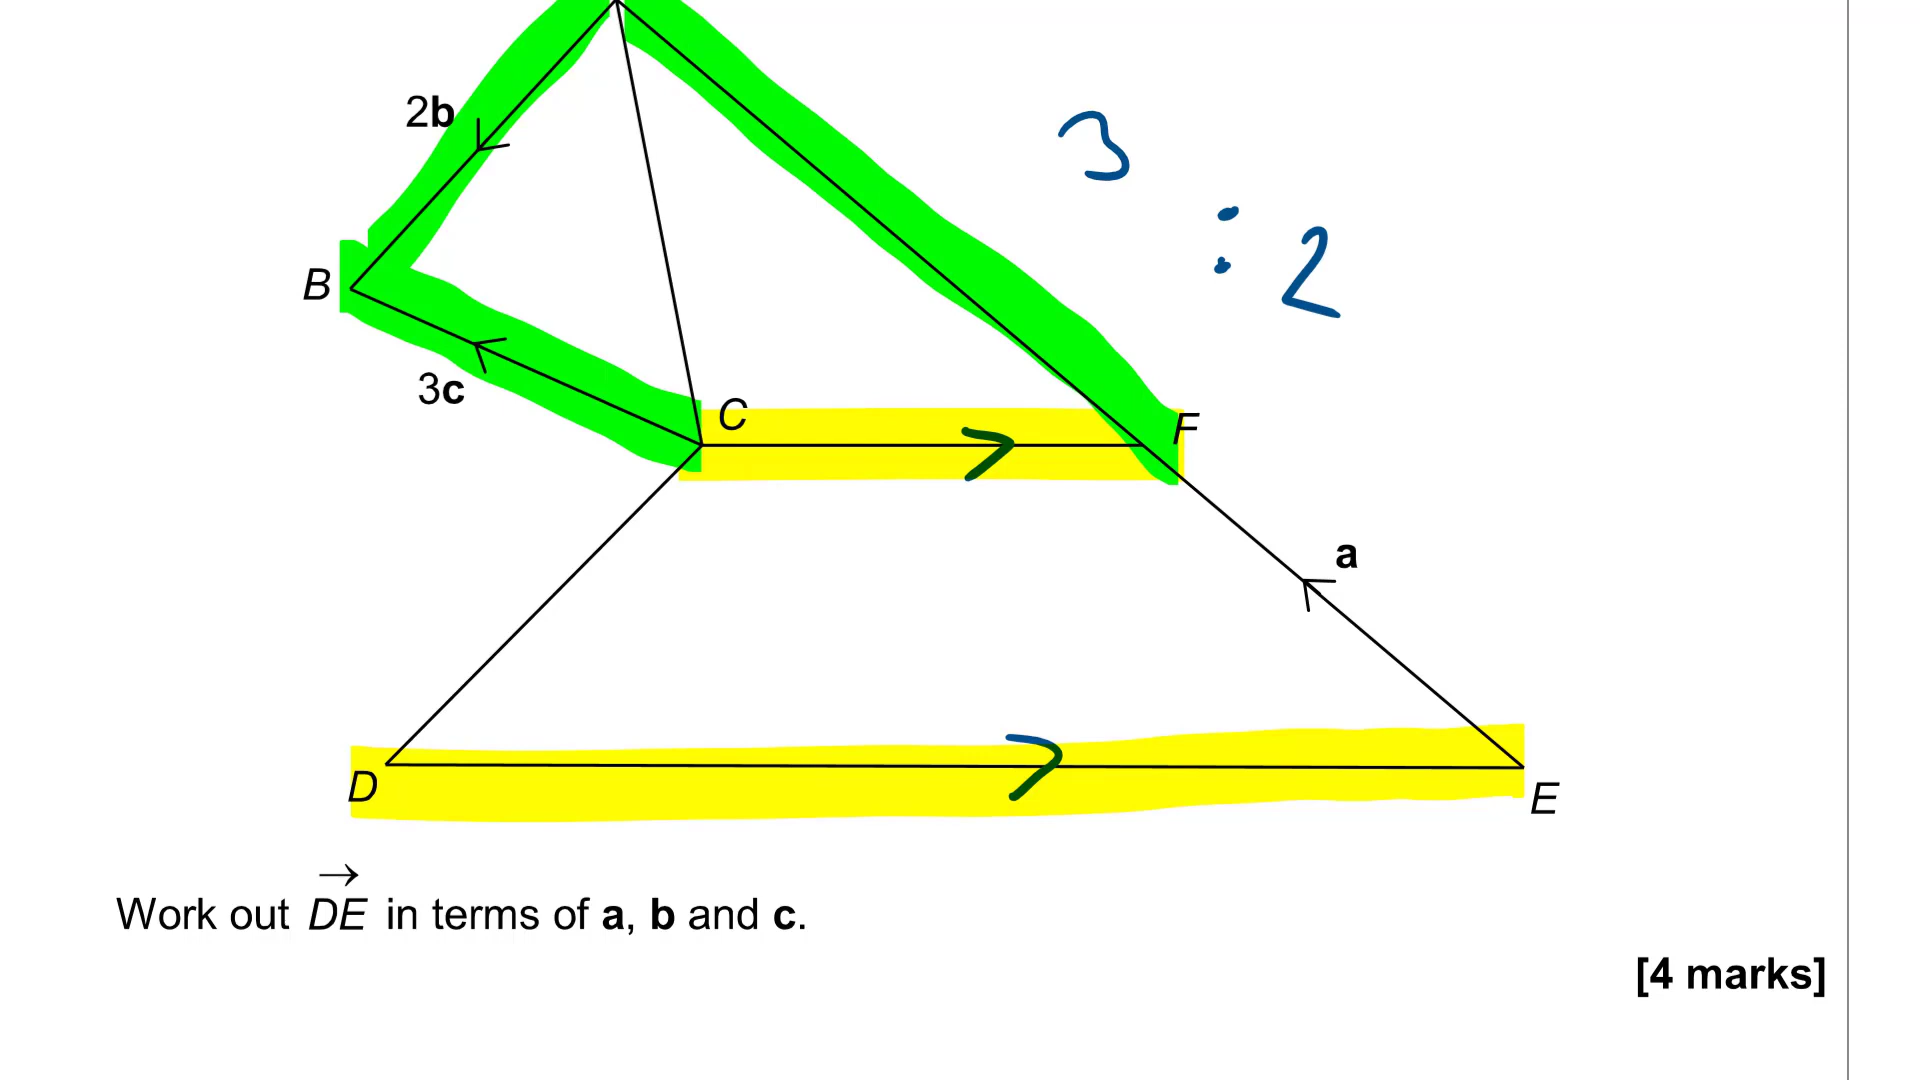 2b
3
: 2
B
3c
C
F
a
D
E
→
Work out DE in terms of a, b and c.
[4 marks]